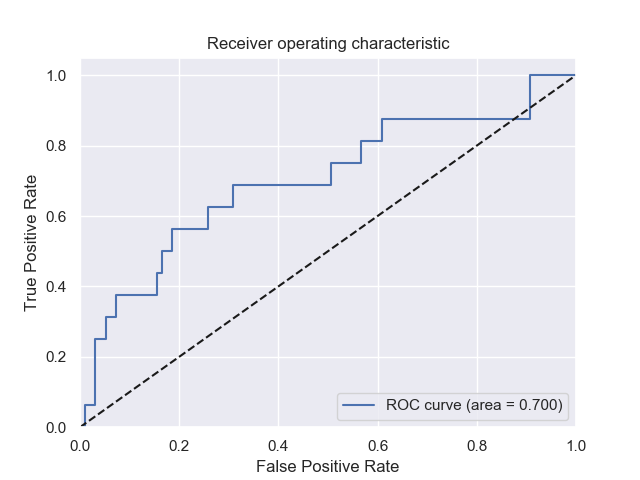 Receiver operating characteristic
True Positive Rate
1.0
0.8
0.6
0.4
0.2
0.0
ROC curve (area = 0.700)
0.0 0.2 0.4 0.6 0.8 1.0
False Positive Rate